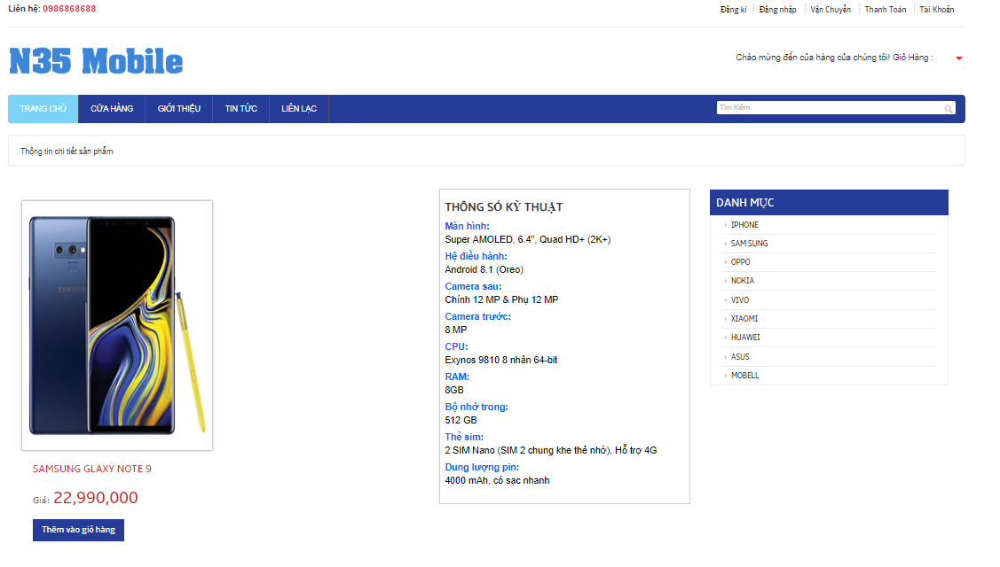 Liên hệ: 0986868688
Đăng kí
Đăng nhập
Vận Chuyển
Thanh Toán
Tài Khoản
N35 Mobile
Chào mừng đến của hàng của chúng tôi! Giỏ Hàng :
TRANG CHỦ
CỬA HÀNG
GIỚI THIỆU
TIN TỨC
LIÊN LẠC
Tìm Kiếm
Thông tin chi tiết sản phẩm
SAMSUNG
SAMSUNG GLAXY NOTE 9
Giá: 22,990,000
Thêm vào giỏ hàng
THÔNG SÓ KỸ THUẬT
Màn hình:
Super AMOLED, 6.4", Quad HD+ (2K+)
Hệ điều hành:
Android 8.1 (Oreo)
Camera sau:
Chính 12 MP & Phụ 12 MP
Camera trước:
8 MP
CPU:
Exynos 9810 8 nhân 64-bit
RAM:
8GB
Bộ nhớ trong:
512 GB
Thẻ sim:
2 SIM Nano (SIM 2 chung khe thẻ nhớ), Hỗ trợ 4G
Dung lượng pin:
4000 mAh, có sạc nhanh
DANH MỤC
IPHONE
SAM SUNG
OPPO
NOKIA
VIVO
XIAOMI
HUAWEI
ASUS
MOBELL